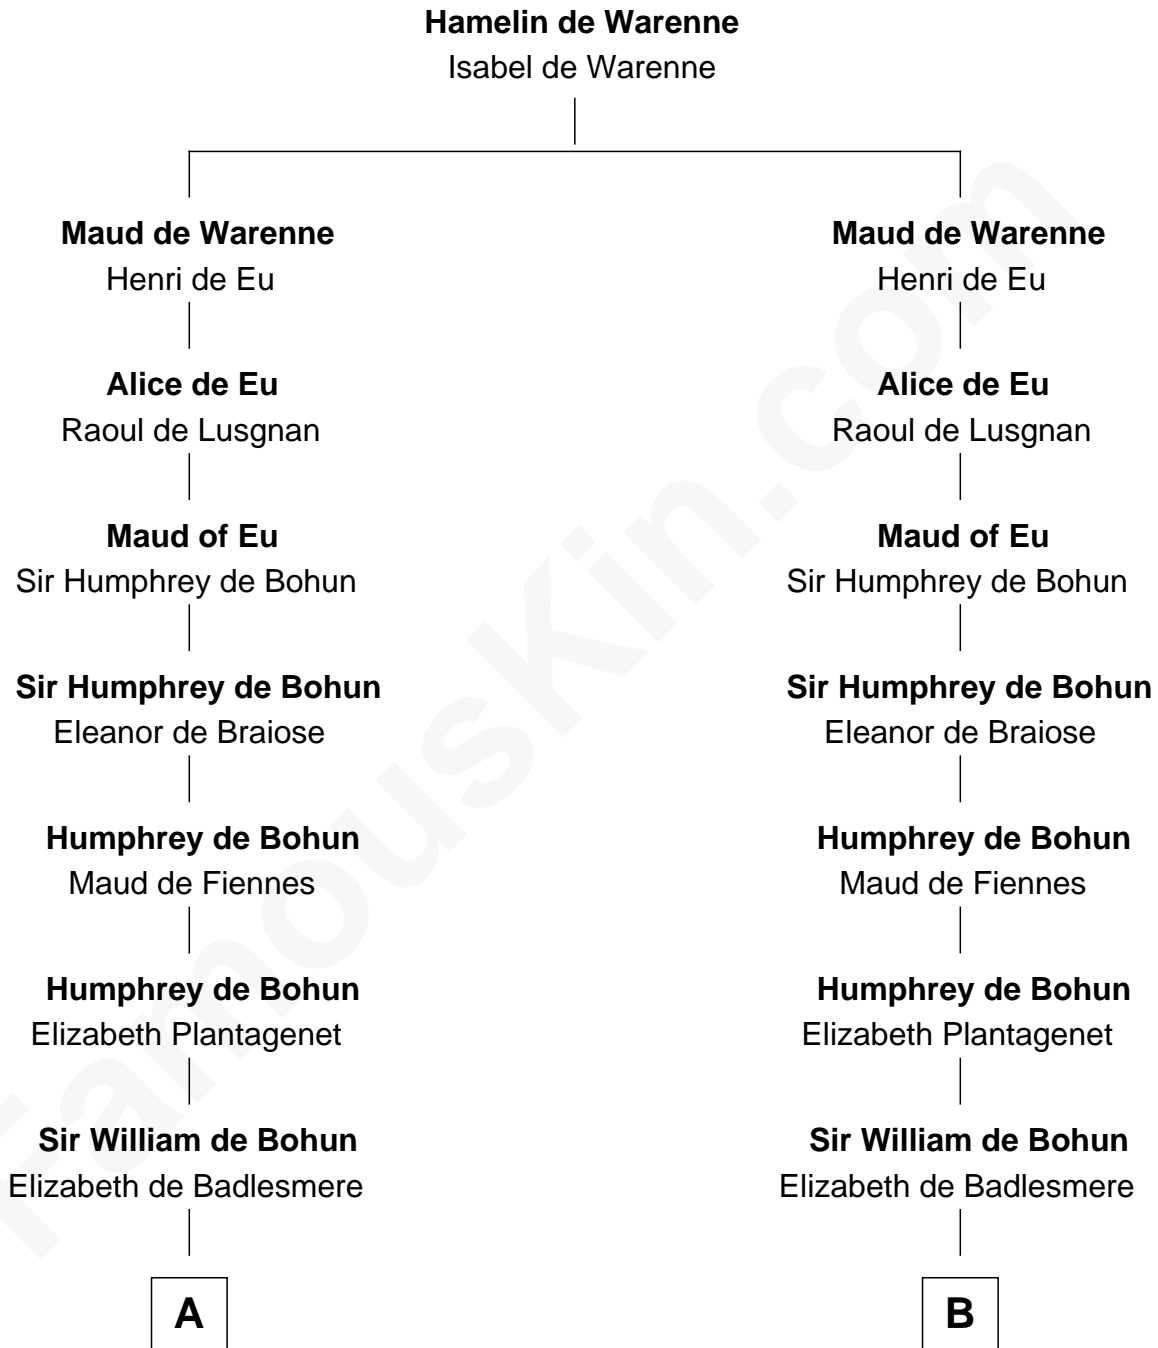 Hamelin de Warenne
Isabel de Warenne
Maud de Warenne
Henri de Eu
Alice de Eu
Raoul de Lusgnan
Maud of Eu
Sir Humphrey de Bohun
Sir Humphrey de Bohun
Eleanor de Braiose
Humphrey de Bohun
Maud de Fiennes
Humphrey de Bohun
Elizabeth Plantagenet
Sir William de Bohun
Elizabeth de Badlesmere
A
Maud de Warenne
Henri de Eu
Alice de Eu
Raoul de Lusgnan
Maud of Eu
Sir Humphrey de Bohun
Sir Humphrey de Bohun
Eleanor de Braiose
Humphrey de Bohun
Maud de Fiennes
Humphrey de Bohun
Elizabeth Plantagenet
Sir William de Bohun
Elizabeth de Badlesmere
B
FamousKin.com